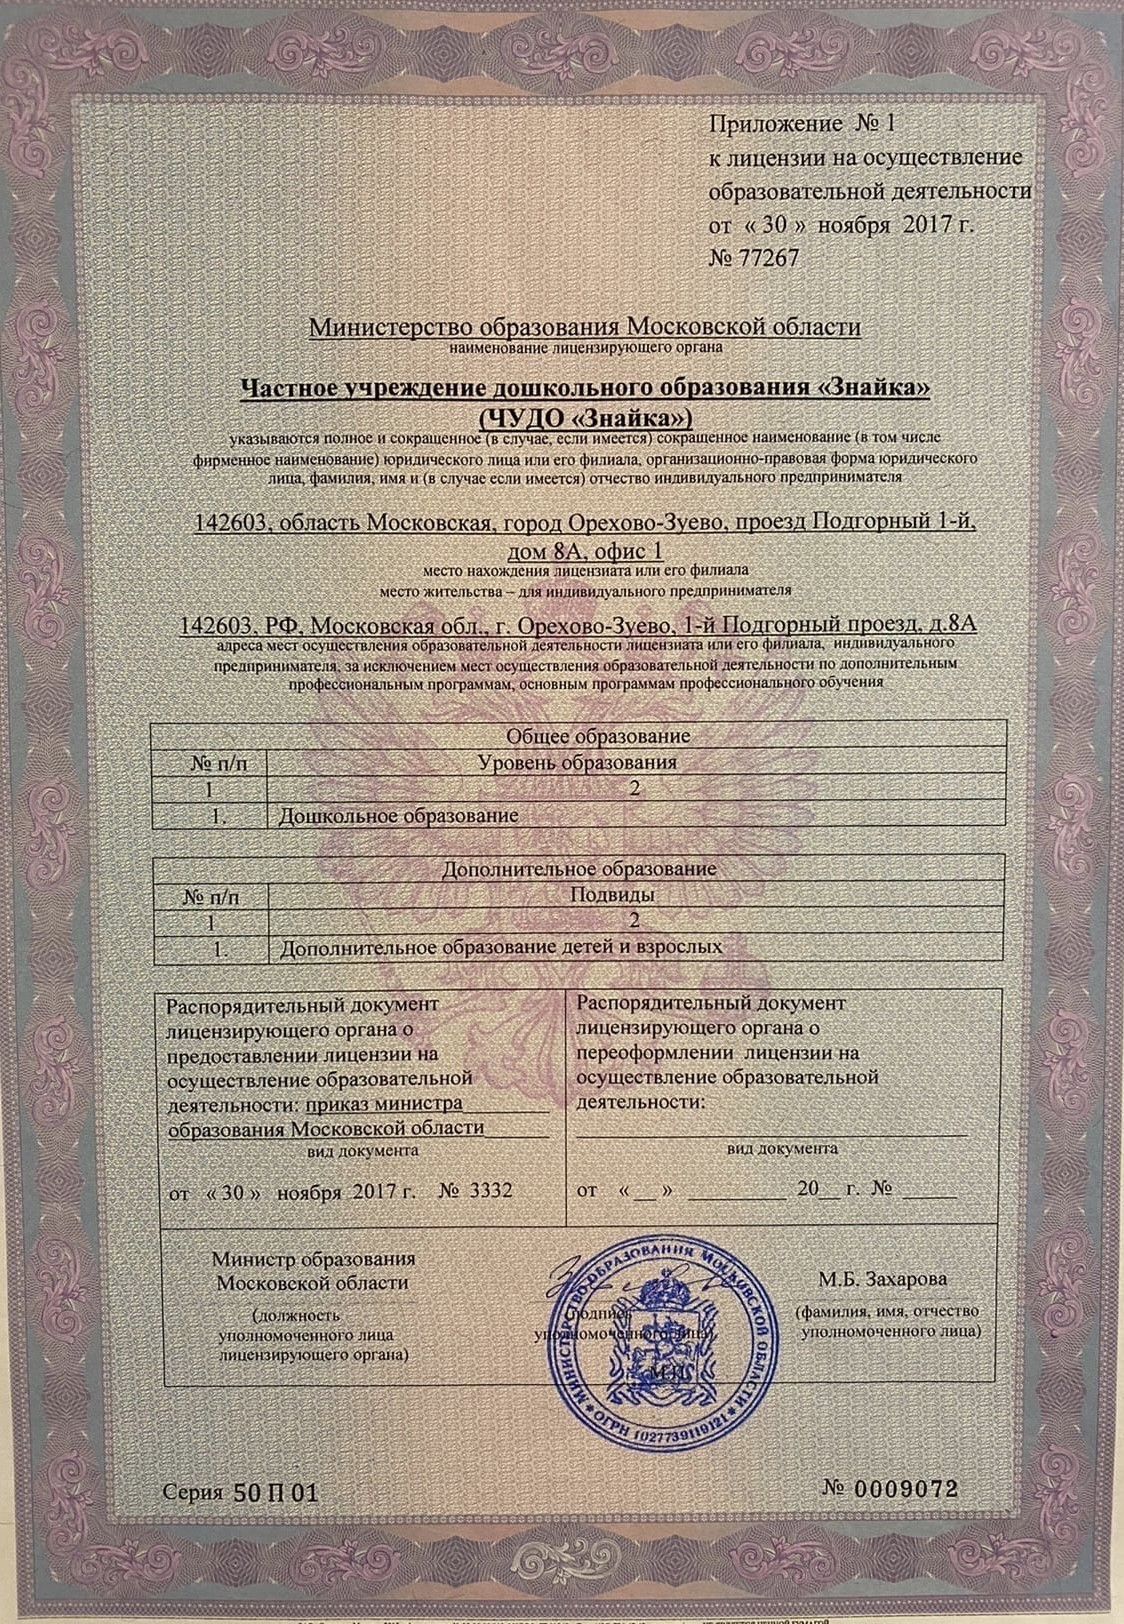 Приложение № 1
к лицензии на осуществление
образовательной деятельности
от « 30 » ноября 2017 г.
№ 77267
Министерство образования Московской области
наименование лицензирующего органа
Частное учреждение дошкольного образования «Знайка»
(ЧУДО «Знайка»)
указываются полное и сокращенное (в случае, если имеется) сокращенное наименование (в том числе
фирменное наименование) юридического лица или его филиала, организационно-правовая форма юридического
лица, фамилия, имя и (в случае если имеется) отчество индивидуального предпринимателя
142603, область Московская, город Орехово-Зуево, проезд Подгорный 1-й,
дом 8А, офис 1
место нахождения лицензиата или его филиала
место жительства – для индивидуального предпринимателя
142603, РФ, Московская обл., г. Орехово-Зуево, 1-й Подгорный проезд, д.8А
адреса мест осуществления образовательной деятельности лицензиата или его филиала, индивидуального
предпринимателя, за исключением мест осуществления образовательной деятельности по дополнительным
профессиональным программам, основным программам профессионального обучения
Общее образование
№ п/п Уровень образования
1 2
1. Дошкольное образование
Дополнительное образование
№ п/п Подвиды
1 2
1. Дополнительное образование детей и взрослых
Распорядительный документ
лицензирующего органа о
предоставлении лицензии на
осуществление образовательной
деятельности: приказ министра
образования Московской области
вид документа
от « 30 » ноября 2017 г. № 3332
Распорядительный документ
лицензирующего органа о
переоформлении лицензии на
осуществление образовательной
деятельности:
вид документа
от « __ » __________ 20__ г. № _____
Министр образования
Московской области
(должность
уполномоченного лица
лицензирующего органа)
(подпись
уполномоченного лица)
М.П.
М.Б. Захарова
(фамилия, имя, отчество
уполномоченного лица)
МИНИСТЕРСТВО ОБРАЗОВАНИЯ МОСКОВСКОЙ ОБЛАСТИ
* ОГРН 1027739119121 *
Серия 50 П 01
№ 0009072